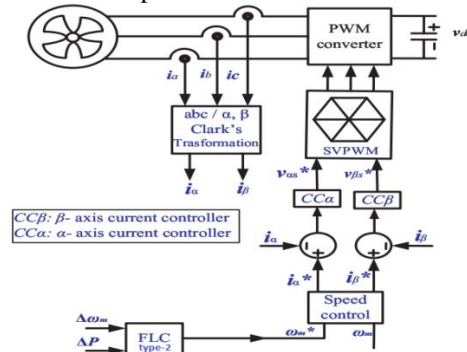 PWM
converter
vd
ia
ib
ic
abc / α, β
Clark's
Trasformation
SVPWM
iα
iβ
vαs*
vβs*
CCβ: β- axis current controller
CCα: α- axis current controller
CCα
CCβ
iα
iβ
iα*
iβ*
Speed
control
Δωm
ΔP
FLC
type-2
ωm*
ωm